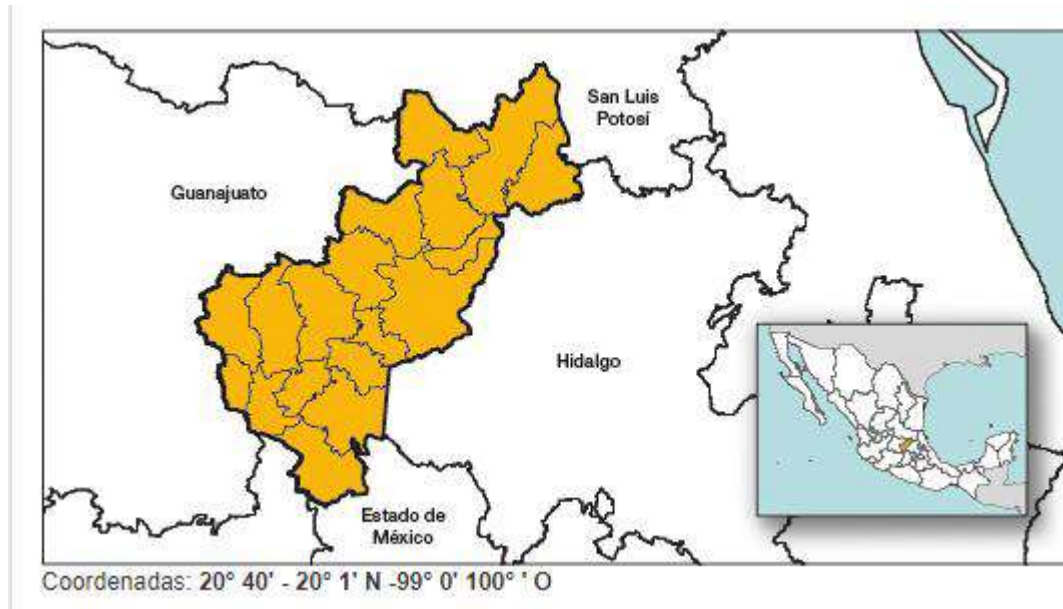 San Luis
Potosí
Guanajuato
Hidalgo
Estado de
México
Coordenadas: 20° 40' - 20° 1' N -99° 0' 100° ' O